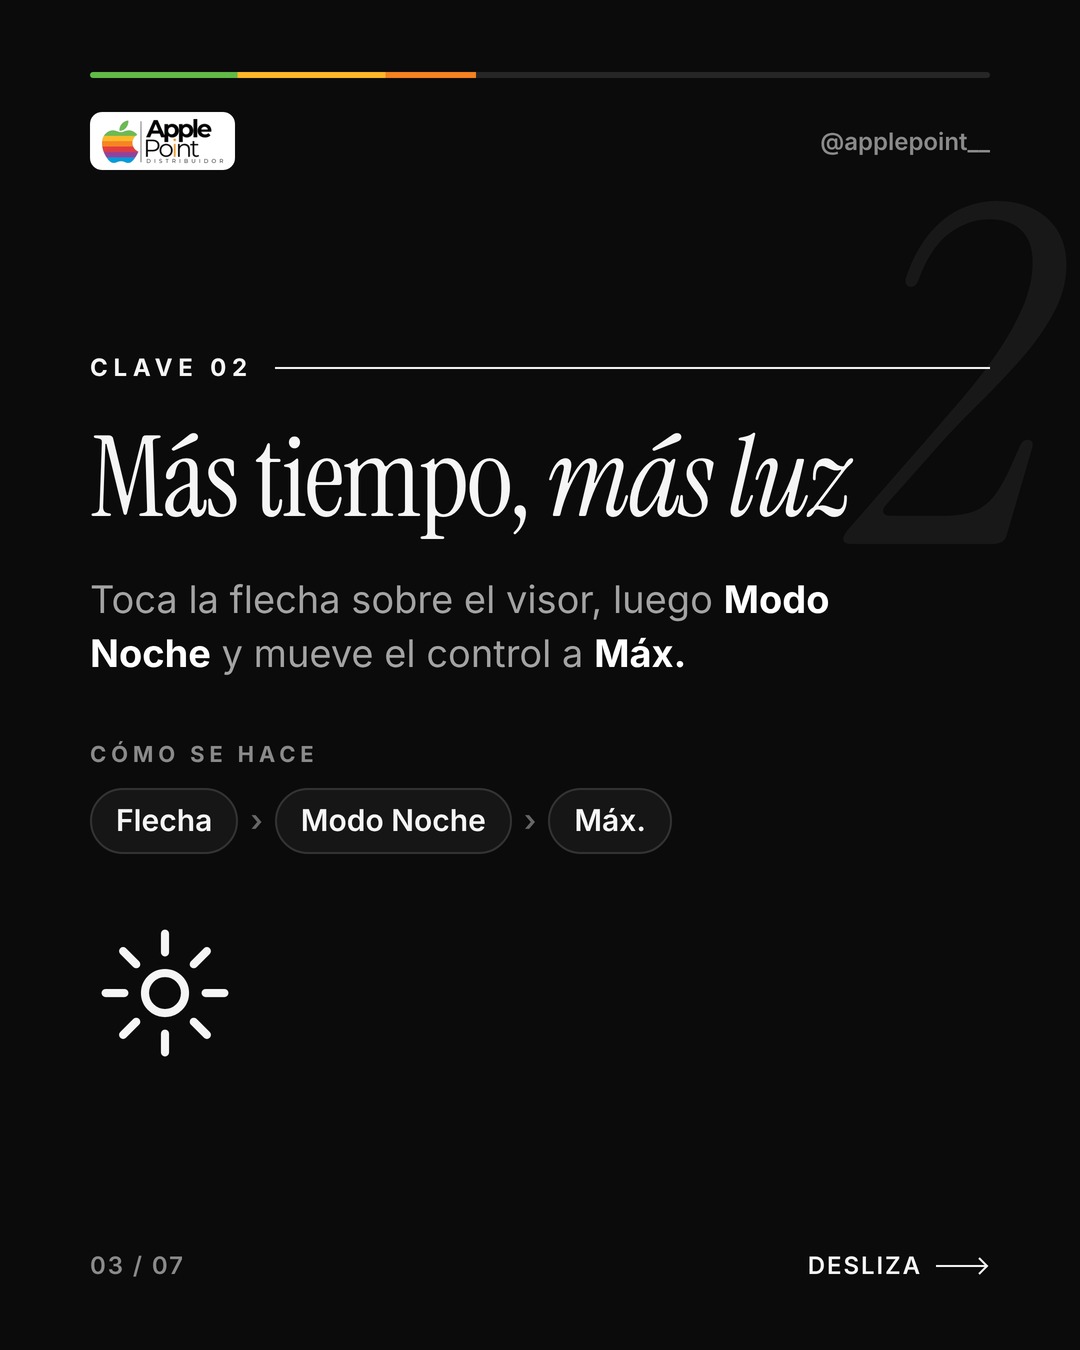 Apple
Point
DISTRIBUIDOR
@applepoint__
2
CLAVE 02
Más tiempo, más luz
Toca la flecha sobre el visor, luego Modo
Noche y mueve el control a Máx.
CÓMO SE HACE
Flecha › Modo Noche › Máx.
03 / 07
DESLIZA